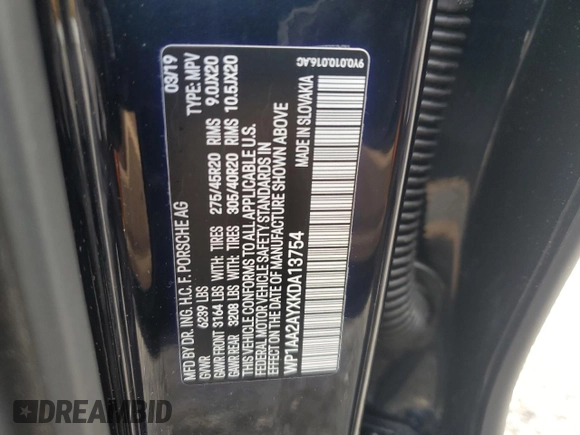 MFD BY DR. ING. H.C. F. PORSCHE AG 03/19
GVWR 6239 LBS TYPE: MPV
GAWR FRONT 3164 LBS WITH TIRES 275/45R20 RIMS 9.0JX20
GAWR REAR 3208 LBS WITH TIRES 305/40R20 RIMS 10.5JX20
THIS VEHICLE CONFORMS TO ALL APPLICABLE U.S.
FEDERAL MOTOR VEHICLE SAFETY STANDARDS IN
EFFECT ON THE DATE OF MANUFACTURE SHOWN ABOVE
WP1AA2AYXKDA13754
MADE IN SLOVAKIA
9Y0.010.016.AG
DREAMBID